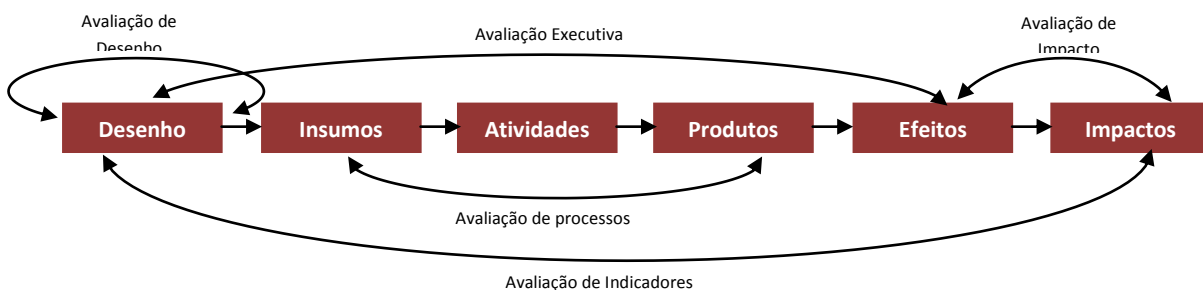 Avaliação de
Desenho
Avaliação Executiva
Avaliação de
Impacto
Desenho
Insumos
Atividades
Produtos
Efeitos
Impactos
Avaliação de processos
Avaliação de Indicadores